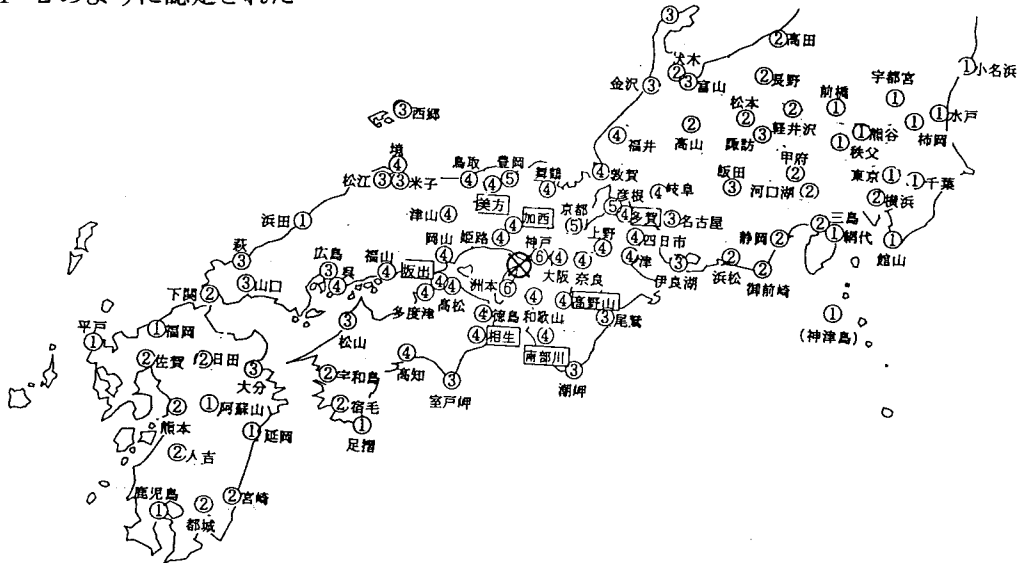 ③
②高田
伏木
②
③富山
金沢③
②長野
宇都宮
①
①小名浜
前橋
①
松本
②
②
軽井沢
①水戸
①
柿岡
①熊谷
①
秩父
③西郷
④福井
②
高山
諏訪③
甲府
②
東京①
①千葉
境
④
松江③③米子
鳥取
④④
豊岡
⑤
舞鶴
④
④敦賀
飯田
③
河口湖②
②
横浜
美方
彦根
⑤④
④岐阜
多賀
③名古屋
浜田①
津山④
加西
④
京都
⑤
三島
②
①網代
①
館山
岡山
④
姫路④
神戸
⑥④④
大阪 奈良
上野
④
④四日市
④津
静岡②
萩
③
広島
③
呉
④
福山
④
坂出
④④
④
高松
多度津
洲本⑥
③
伊良湖
②
浜松
②
御前崎
③山口
下関②
④
高野山
④
④徳島
和歌山
④
③
尾鷲
①
(神津島)
平戸
①
①福岡
③
松山
④相生
南部川
②佐賀
②日田
③
大分
④
高知
③
室戸岬
③
潮岬
②宇和島
②宿毛
①
足摺
②
熊本
①阿蘇山
①延岡
②人吉
鹿児島
①
②
都城
②宮崎